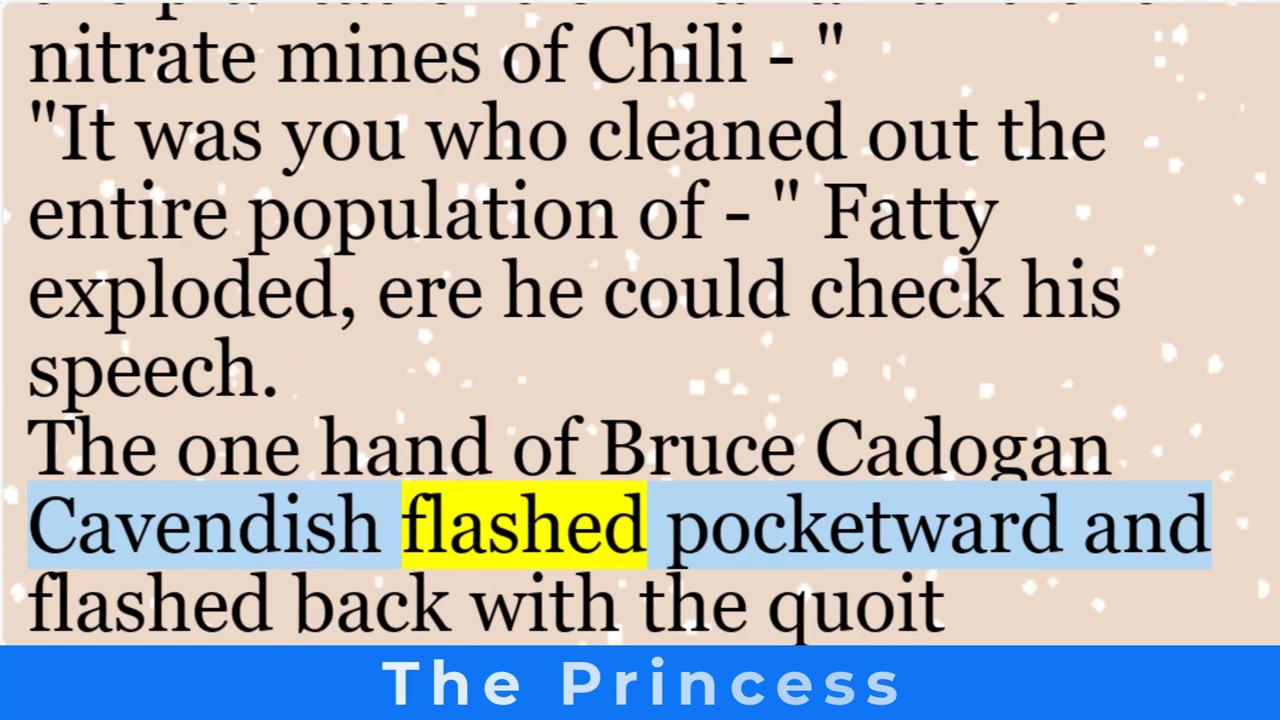 nitrate mines of Chili - "
"It was you who cleaned out the
entire population of - " Fatty
exploded, ere he could check his
speech.
The one hand of Bruce Cadogan
Cavendish flashed pocketward and
flashed back with the quoit
The Princess